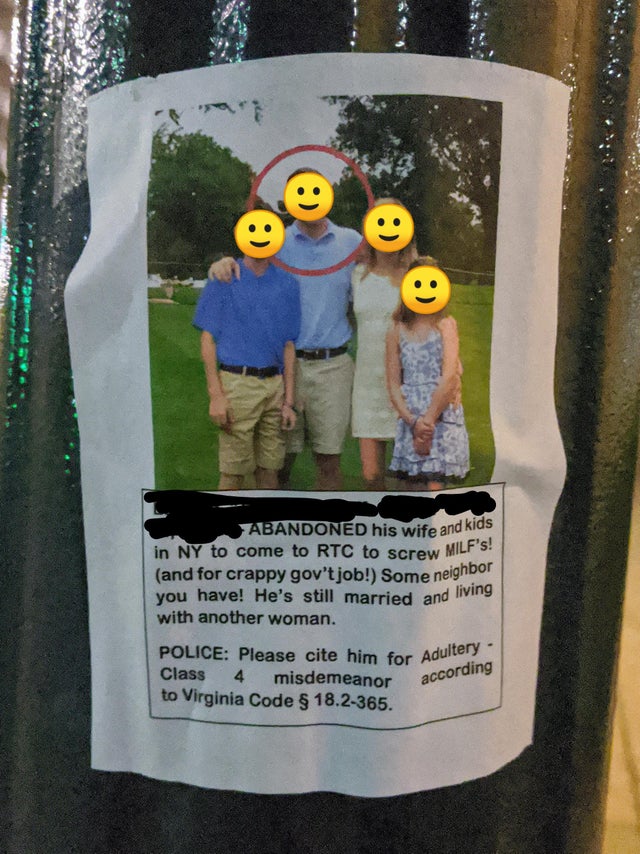 ABANDONED his wife and kids
in NY to come to RTC to screw MILF's!
(and for crappy gov't job!) Some neighbor
you have! He's still married and living
with another woman.
POLICE: Please cite him for Adultery -
Class 4 misdemeanor according
to Virginia Code § 18.2-365.